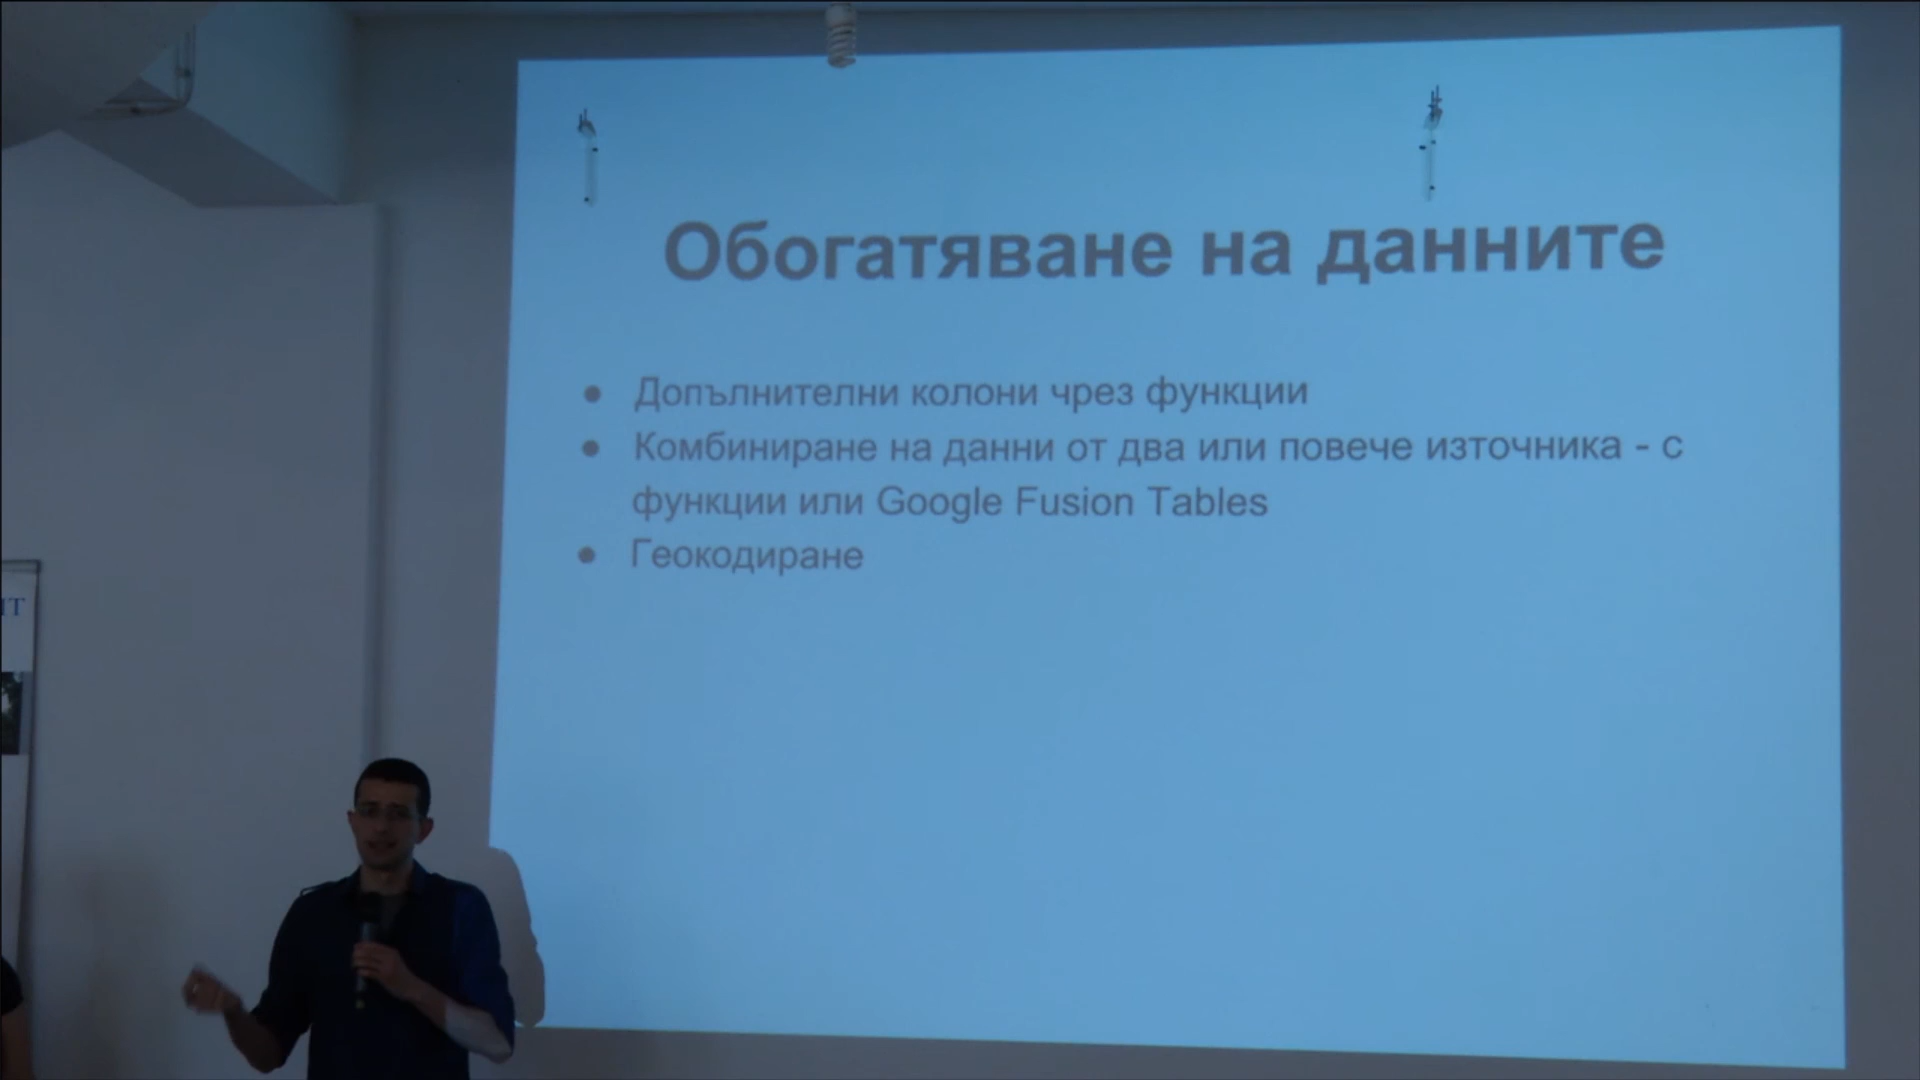 Обогатяване на данните
● Допълнителни колони чрез функции
● Комбиниране на данни от два или повече източника - с
функции или Google Fusion Tables
● Геокодиране